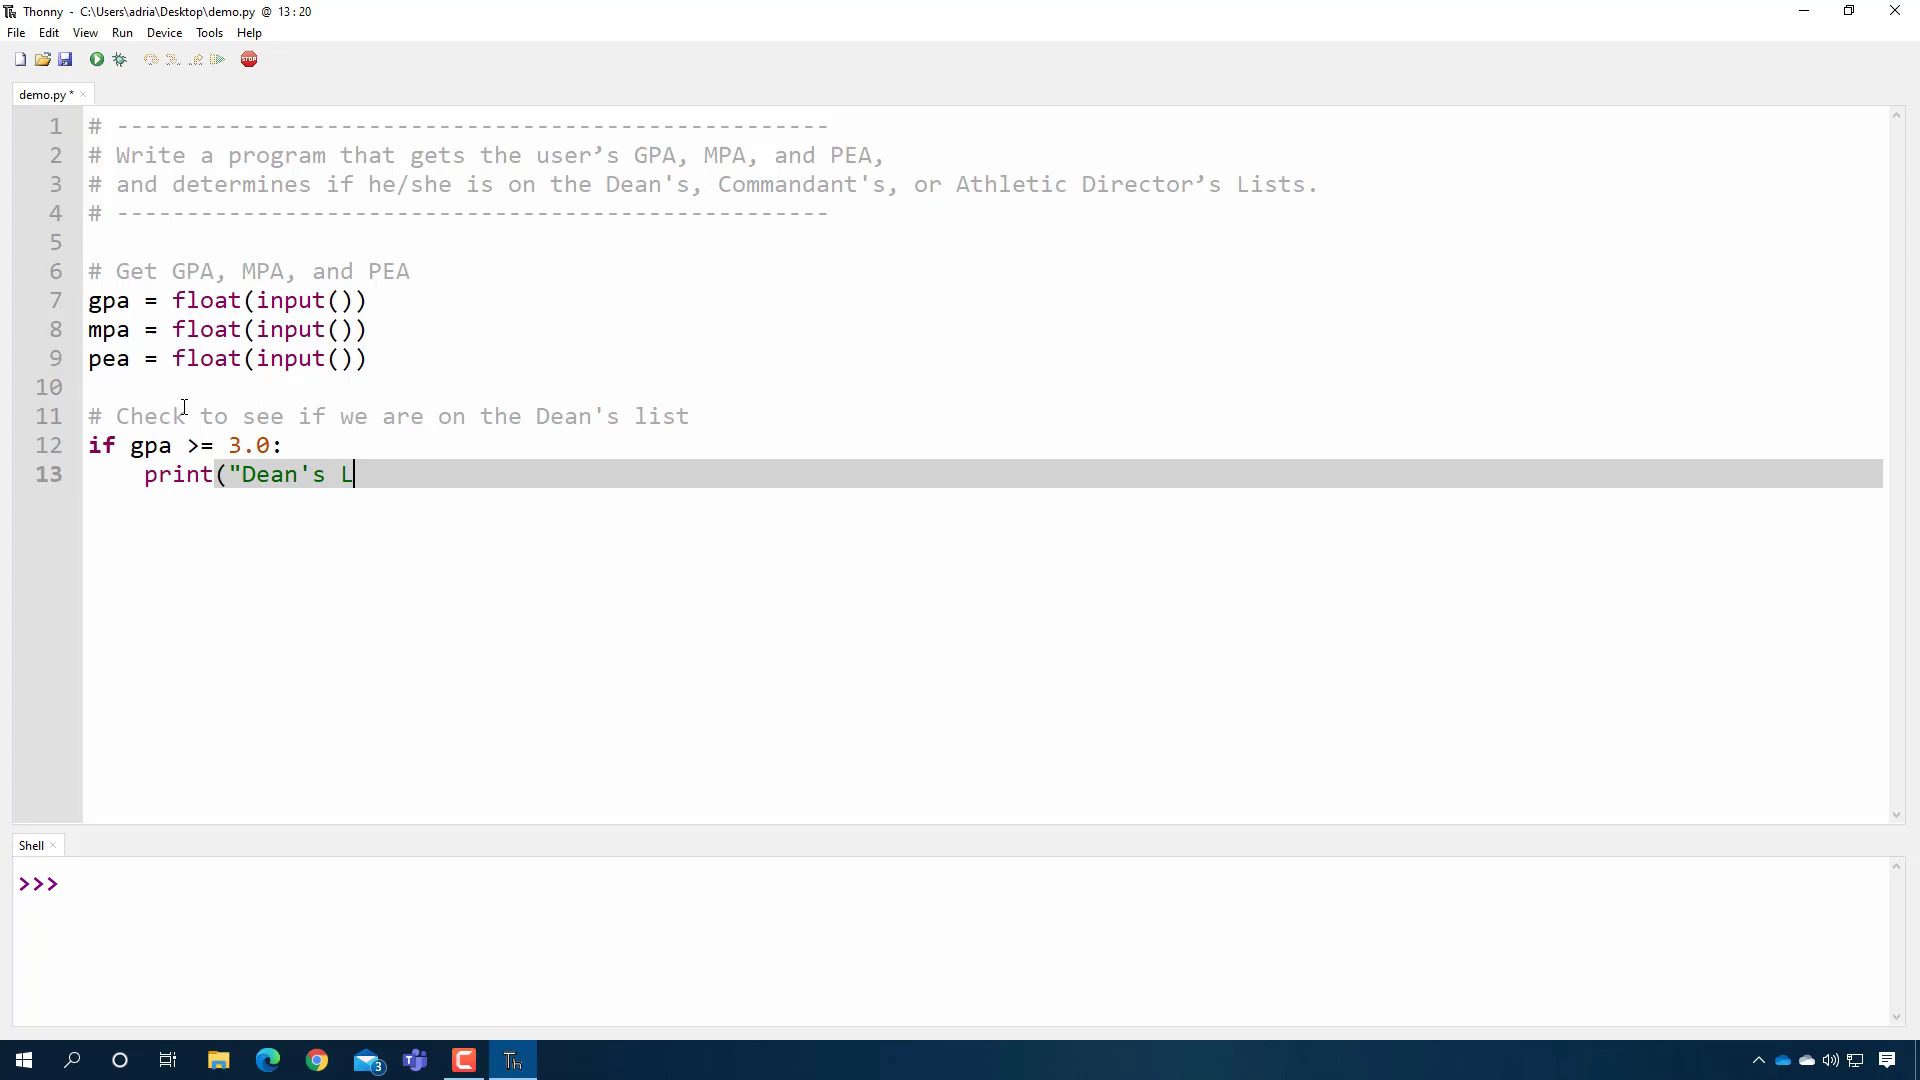 Thonny - C:\Users\adria\Desktop\demo.py @ 13:20
File Edit View Run Device Tools Help
STOP
demo.py * ×
1 # ---------------------------------------------------
2 # Write a program that gets the user’s GPA, MPA, and PEA,
3 # and determines if he/she is on the Dean's, Commandant's, or Athletic Director’s Lists.
4 # ---------------------------------------------------
5
6 # Get GPA, MPA, and PEA
7 gpa = float(input())
8 mpa = float(input())
9 pea = float(input())
10
11 # Check to see if we are on the Dean's list
12 if gpa >= 3.0:
13     print("Dean's L
Shell ×
>>>
3
Th